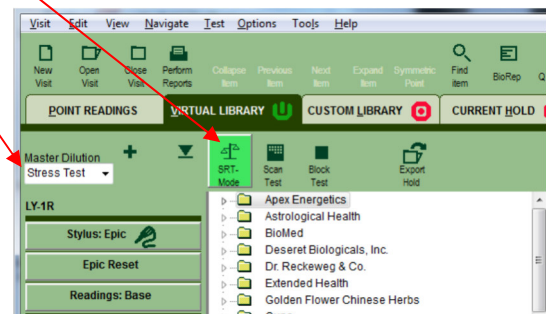 Visit Edit View Navigate Test Options Tools Help
New Visit
Open Visit
Close Visit
Perform Reports
Collapse Item
Previous Item
Next Item
Expand Item
Symmetric Point
Find item
BioRep
Q
POINT READINGS
VIRTUAL LIBRARY
CUSTOM LIBRARY
CURRENT HOLD
Master Dilution
Stress Test
SRT-Mode
Scan Test
Block Test
Export Hold
LY-1R
Stylus: Epic
Epic Reset
Readings: Base
Apex Energetics
Astrological Health
BioMed
Deseret Biologicals, Inc.
Dr. Reckeweg & Co.
Extended Health
Golden Flower Chinese Herbs